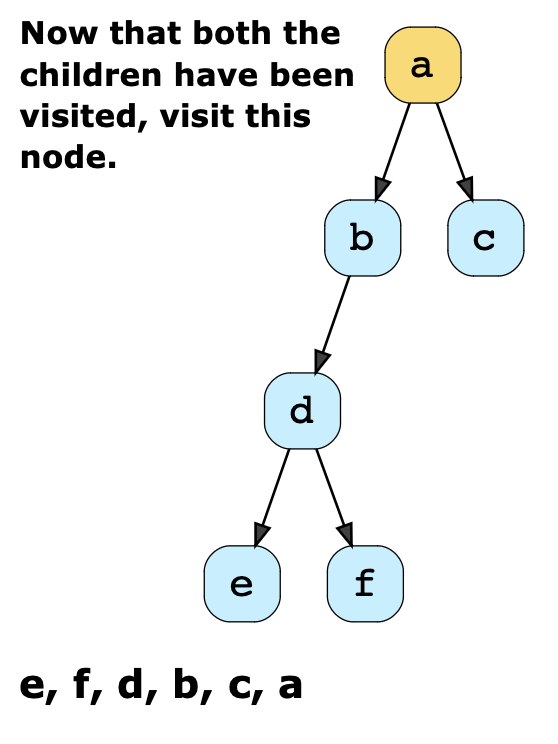 Now that both the
children have been
visited, visit this
node.
a
b
c
d
e
f
e, f, d, b, c, a